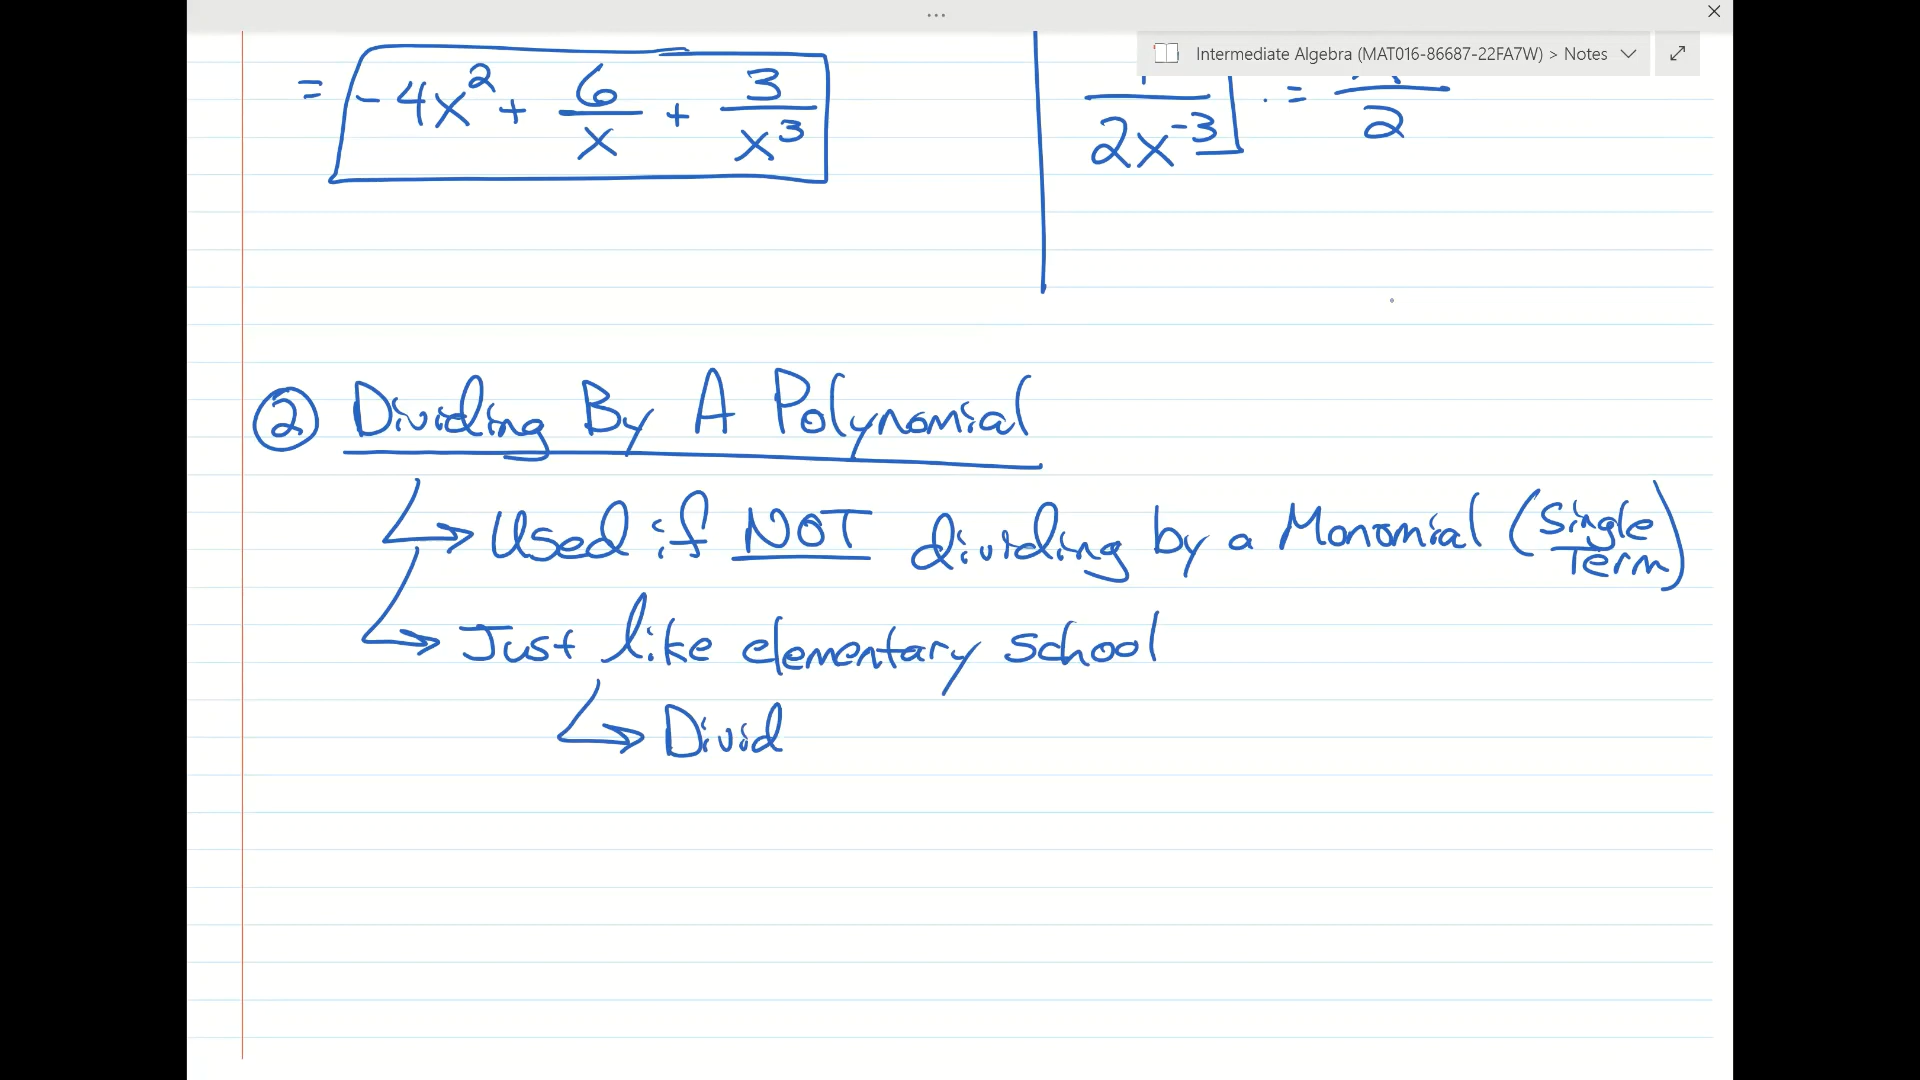 ...
Intermediate Algebra (MAT016-86687-22FA7W) > Notes
= -4x² + 6/x + 3/x³
2x⁻³ . = /2
② Dividing By A Polynomial
↳ Used if NOT dividing by a Monomial (Single Term)
↳ Just like elementary school
↳ Divid